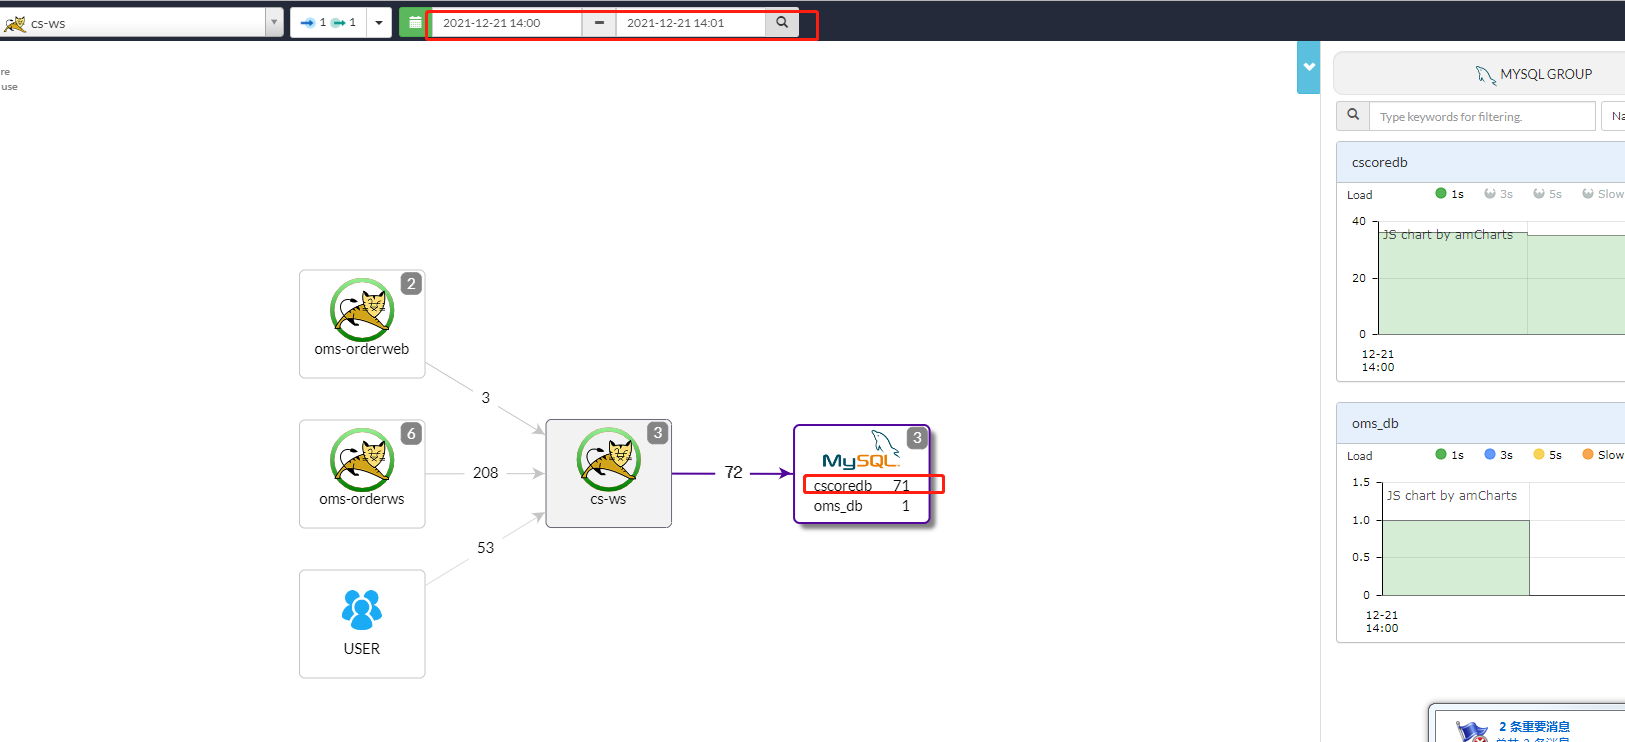 cs-ws
1 1
2021-12-21 14:00
2021-12-21 14:01
re
use
2
oms-orderweb
3
6
oms-orderws
208
53
USER
3
cs-ws
72
3
MySQL
cscoredb 71
oms_db 1
MYSQL GROUP
Type keywords for filtering.
Na
cscoredb
Load 1s 3s 5s Slow
40
JS chart by amCharts
20
0
12-21
14:00
oms_db
Load 1s 3s 5s Slow
1.5
JS chart by amCharts
1.0
0.5
0
12-21
14:00
2 条重要消息